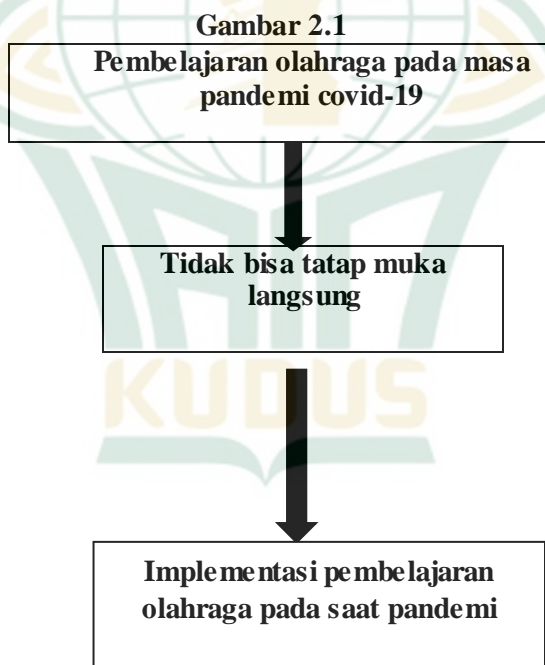 Gambar 2.1
Pembelajaran olahraga pada masa
pandemi covid-19
Tidak bisa tatap muka
langsung
KUDUS
Implementasi pembelajaran
olahraga pada saat pandemi